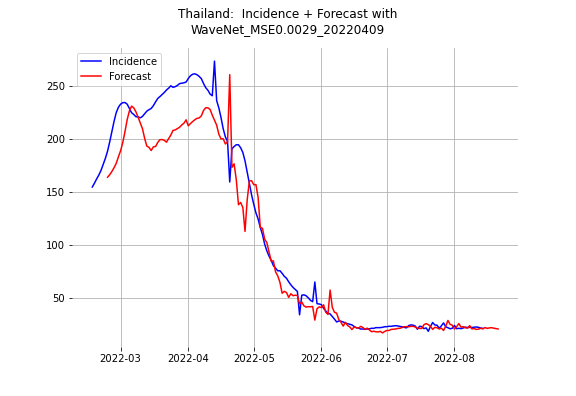 Thailand:  Incidence + Forecast with
WaveNet_MSE0.0029_20220409
Incidence
Forecast
250
200
150
100
50
2022-03 2022-04 2022-05 2022-06 2022-07 2022-08